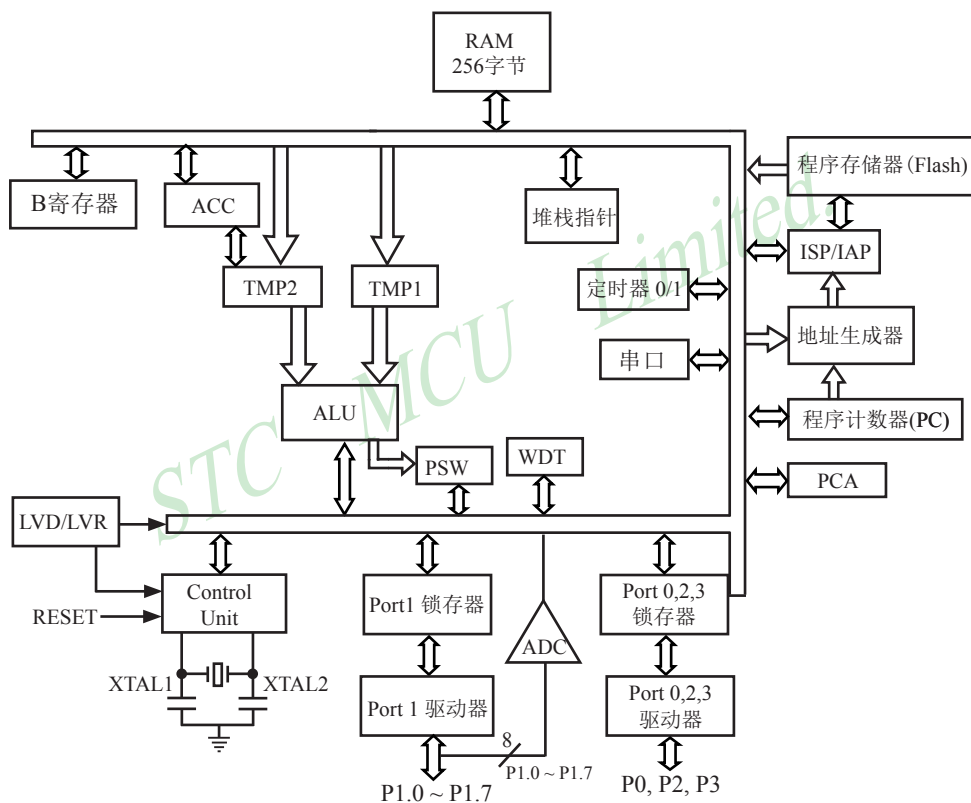 RAM
256字节
B寄存器
ACC
堆栈指针
程序存储器(Flash)
ISP/IAP
TMP2
TMP1
定时器 0/1
地址生成器
串口
ALU
程序计数器(PC)
PSW
WDT
PCA
LVD/LVR
RESET
Control
Unit
XTAL1
XTAL2
Port1 锁存器
ADC
Port 0,2,3
锁存器
Port 1 驱动器
Port 0,2,3
驱动器
8
P1.0 ~ P1.7
P1.0 ~ P1.7
P0, P2, P3
STC MCU Limited.